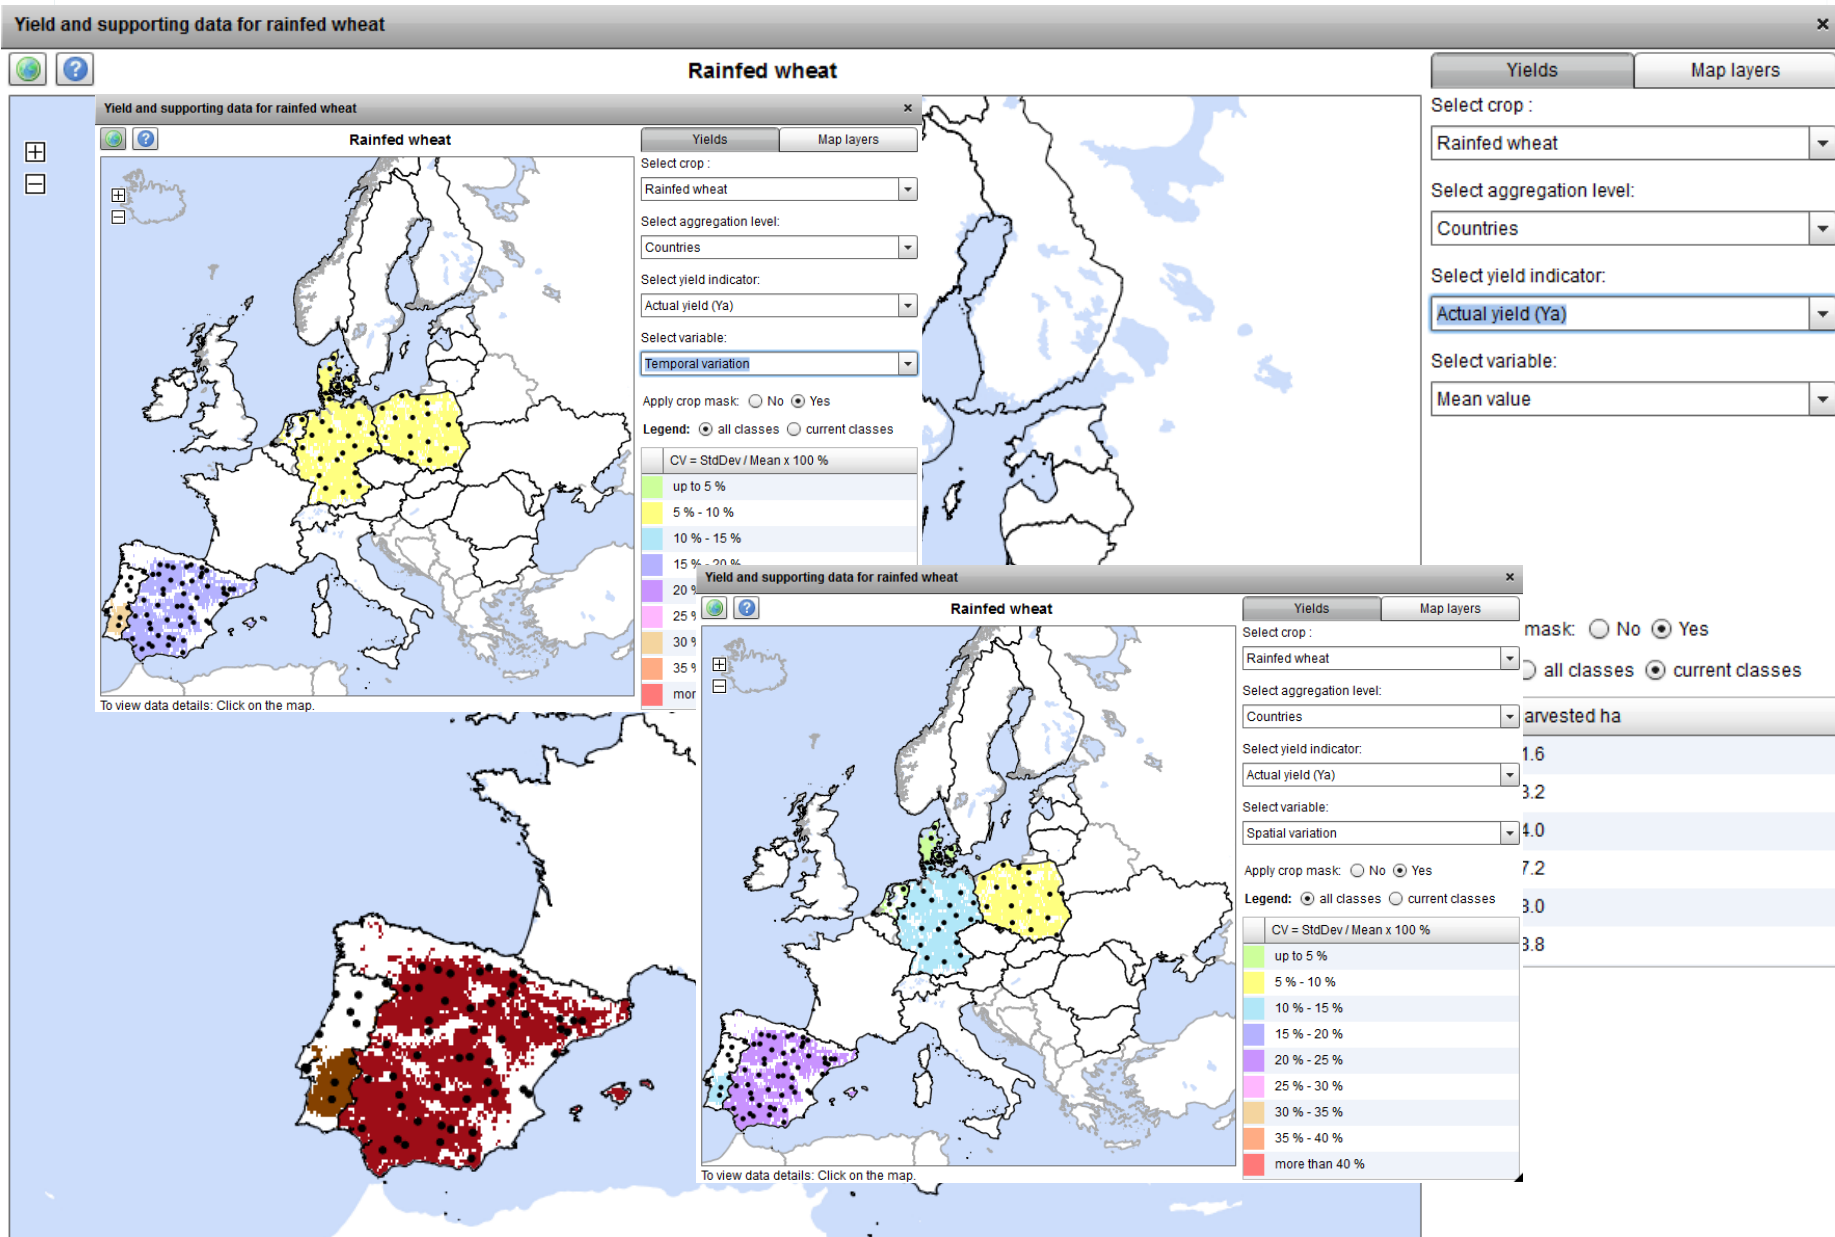 Yield and supporting data for rainfed wheat
Rainfed wheat
Yields
Map layers
Select crop :
Rainfed wheat
Select aggregation level:
Countries
Select yield indicator:
Actual yield (Ya)
Select variable:
Mean value
mask: No Yes
all classes current classes
arvested ha
1.6
3.2
4.0
7.2
8.0
8.8
Yield and supporting data for rainfed wheat
Rainfed wheat
Yields
Map layers
Select crop :
Rainfed wheat
Select aggregation level:
Countries
Select yield indicator:
Actual yield (Ya)
Select variable:
Temporal variation
Apply crop mask: No Yes
Legend: all classes current classes
CV = StdDev / Mean x 100 %
up to 5 %
5 % - 10 %
10 % - 15 %
15 % - 20 %
20 %
25 %
30 %
35 %
mor
To view data details: Click on the map.
Yield and supporting data for rainfed wheat
Rainfed wheat
Yields
Map layers
Select crop :
Rainfed wheat
Select aggregation level:
Countries
Select yield indicator:
Actual yield (Ya)
Select variable:
Spatial variation
Apply crop mask: No Yes
Legend: all classes current classes
CV = StdDev / Mean x 100 %
up to 5 %
5 % - 10 %
10 % - 15 %
15 % - 20 %
20 % - 25 %
25 % - 30 %
30 % - 35 %
35 % - 40 %
more than 40 %
To view data details: Click on the map.